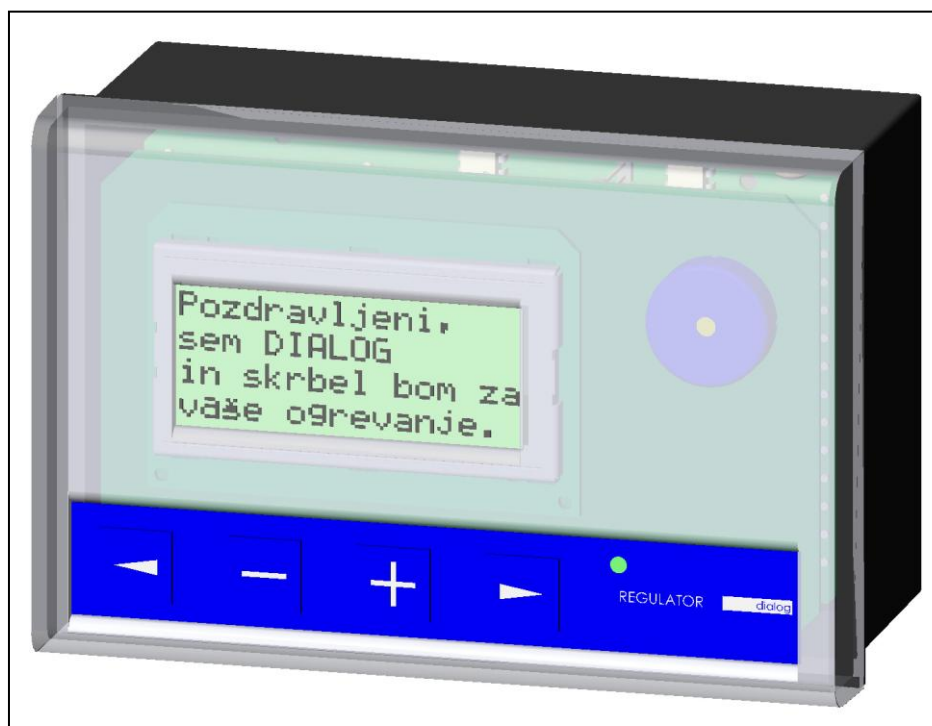 Pozdravljeni,
sem DIALOG
in skrbel bom za
vaše ogrevanje.
REGULATOR dialog